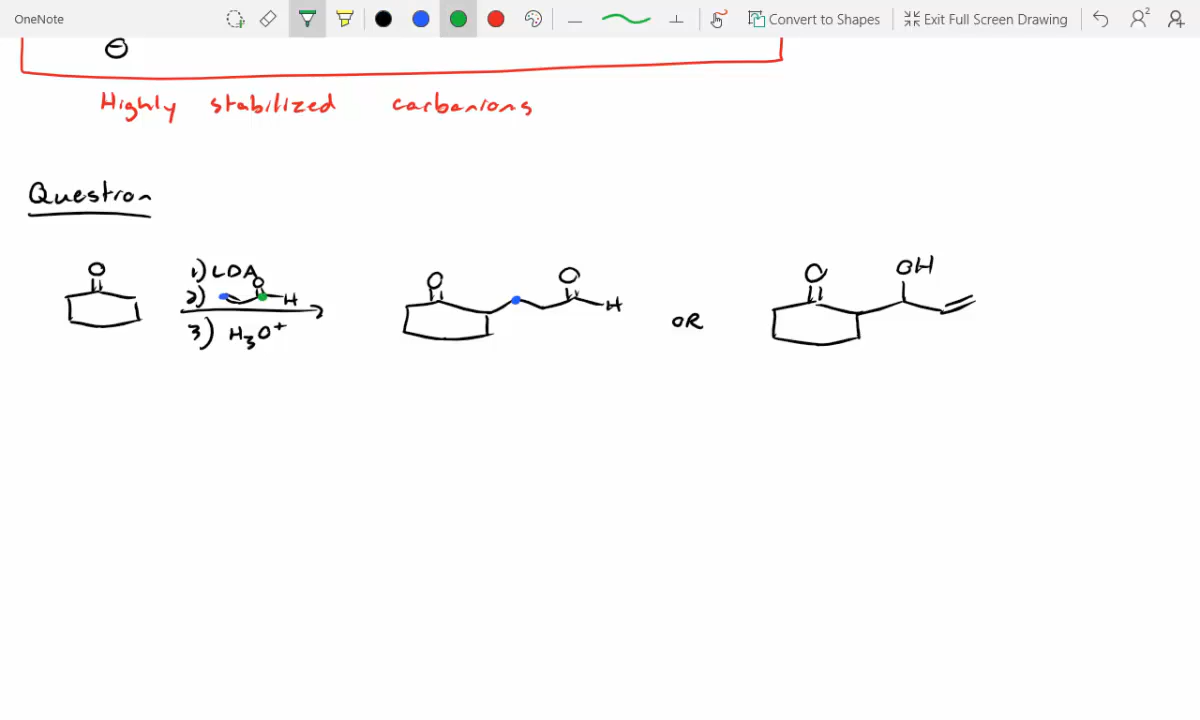 OneNote
Convert to Shapes
Exit Full Screen Drawing
2
⊖
Highly stabilized carbanions
Question
O
1) LDA
O
2) H
3) H3O+
O
O
H
OR
O
OH